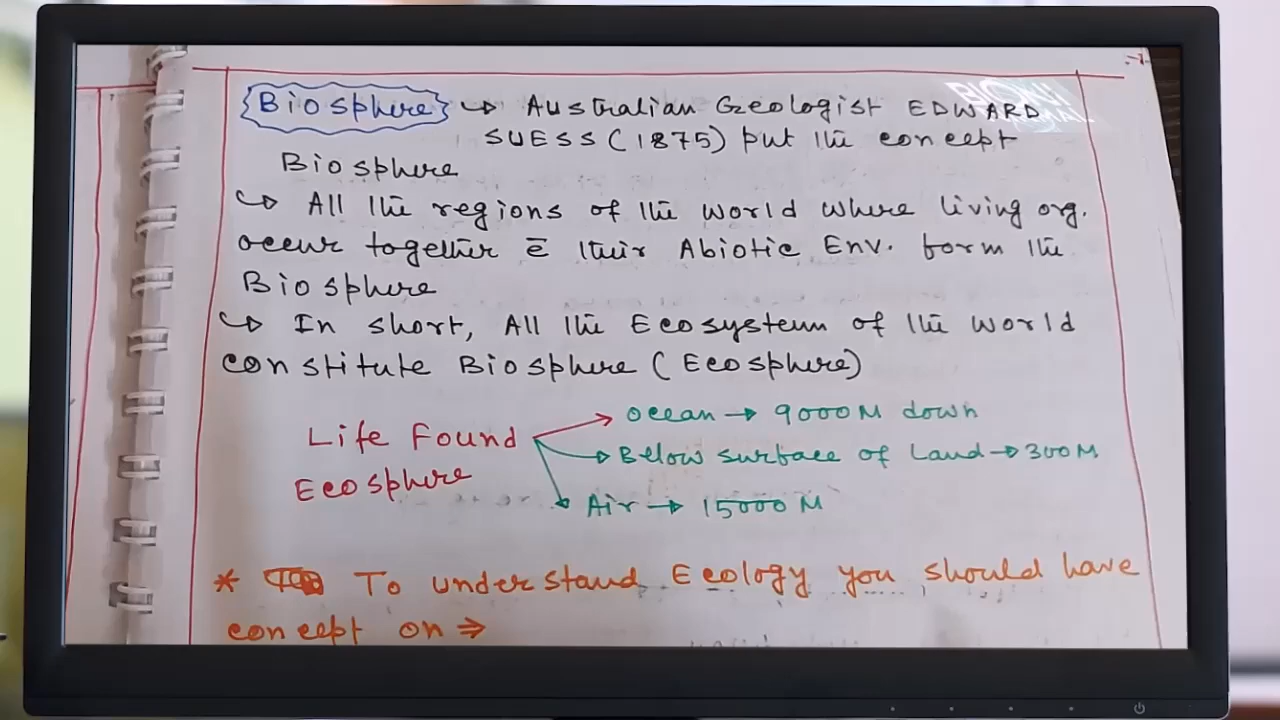 Biosphere ↪ Australian Geologist EDWARD
SUESS (1875) put the concept
Biosphere
↪ All the regions of the world where living org.
occur together c̄ their Abiotic Env. form the
Biosphere
↪ In short, All the Ecosystem of the world
constitute Biosphere (Ecosphere)
Life Found Ecosphere
Ocean → 9000M down
Below surface of Land → 300M
Air → 15000 M
* To understand Ecology you should have
concept on ⇒